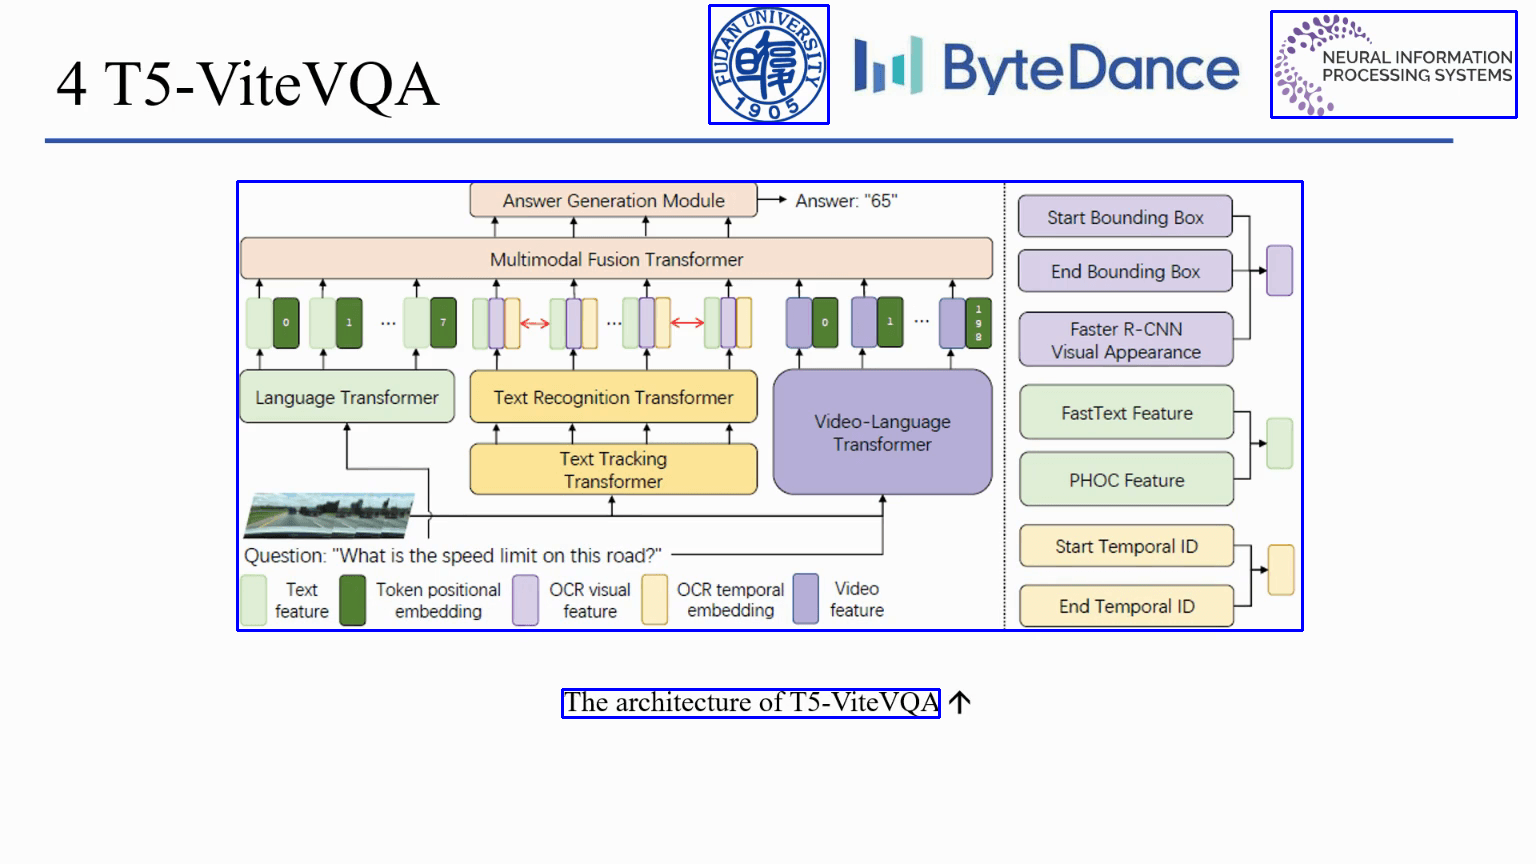 4 T5-ViteVQA
FUDAN UNIVERSITY
1905
ByteDance
NEURAL INFORMATION
PROCESSING SYSTEMS
Answer Generation Module
Answer: "65"
Multimodal Fusion Transformer
0
1
...
7
...
0
1
...
198
Language Transformer
Text Recognition Transformer
Text Tracking
Transformer
Video-Language
Transformer
Question: "What is the speed limit on this road?"
Text
feature
Token positional
embedding
OCR visual
feature
OCR temporal
embedding
Video
feature
Start Bounding Box
End Bounding Box
Faster R-CNN
Visual Appearance
FastText Feature
PHOC Feature
Start Temporal ID
End Temporal ID
The architecture of T5-ViteVQA ↑